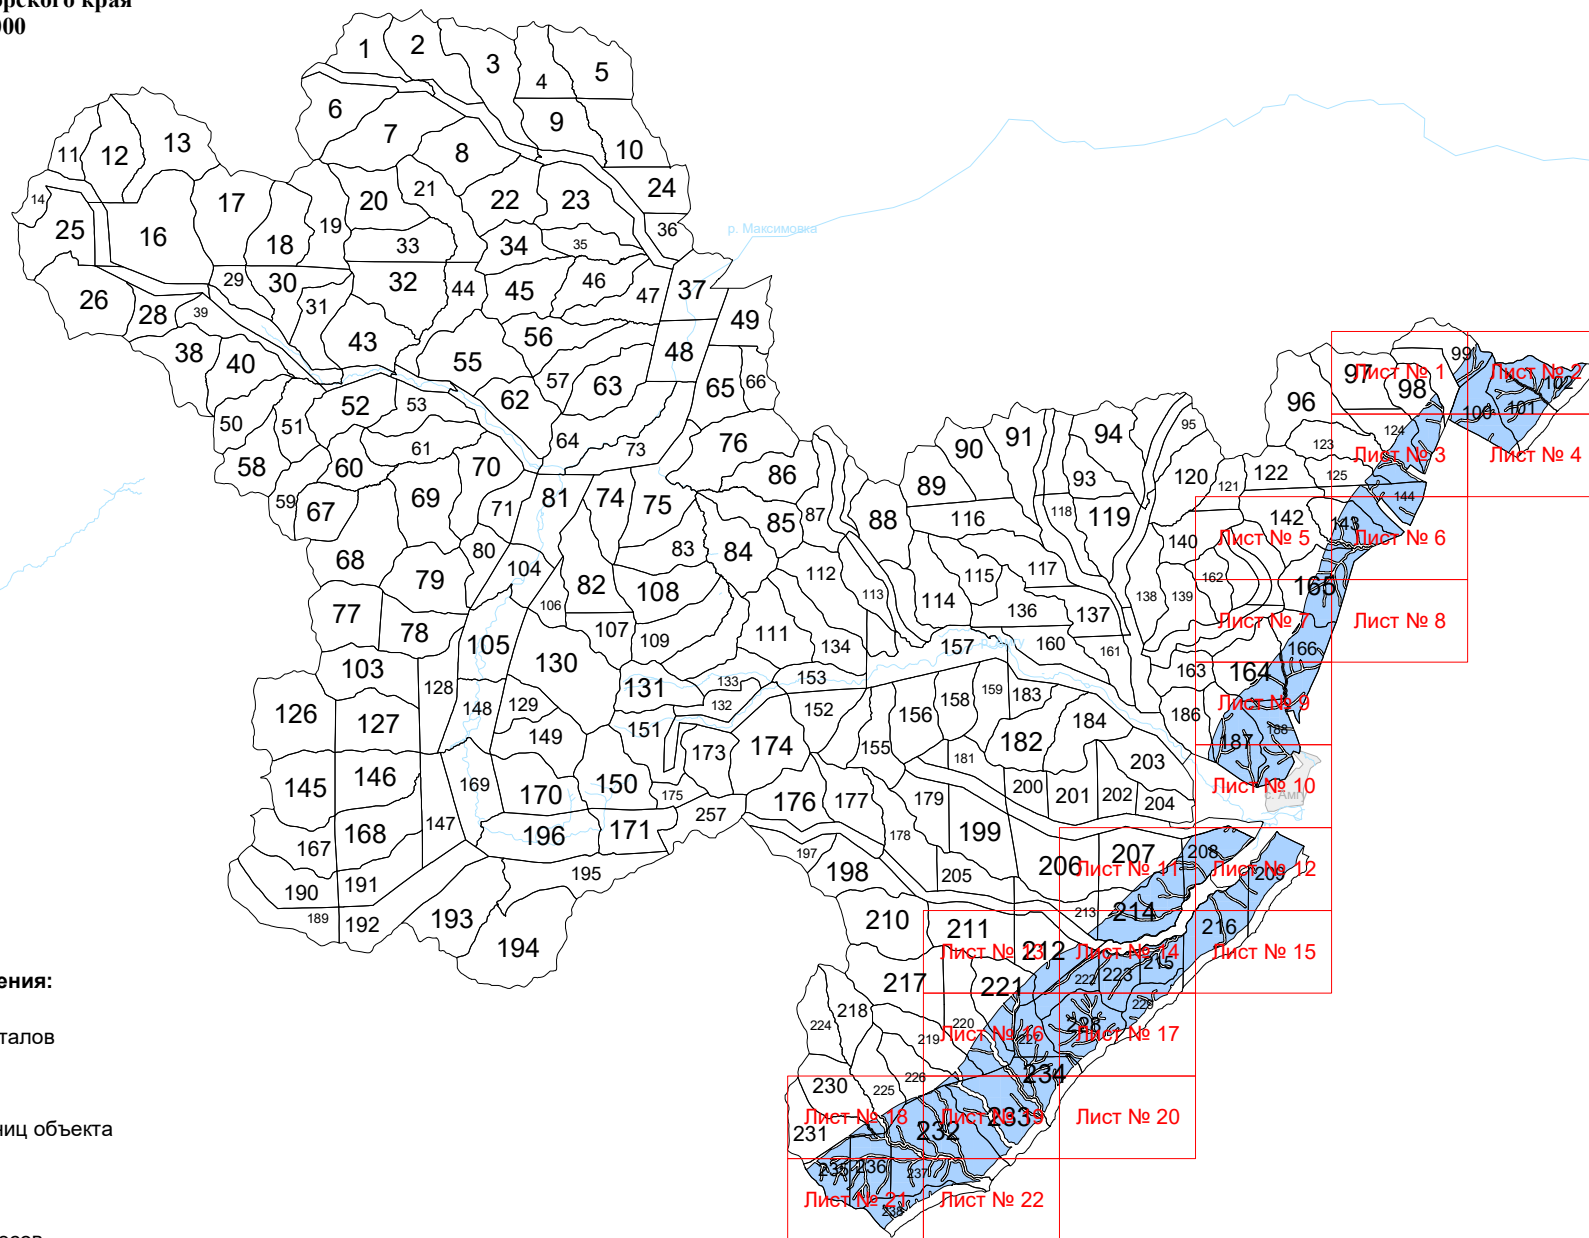 орского края
000
1 2 3 4 5
6 7 8 9 10
11 12 13
14 25 16 17 18 19 20 21 22 23 24
33 34 35 36
26 28 29 30 31 32 44 45 46 47 37
р. Максимовка
39 38 40 43 55 56 48 49
50 51 52 53 62 57 63 65 66
58 59 60 61 64 73 76
67 69 70 71 81 74 75 86 87 88
68 79 80 104 82 83 84 85
77 78 105 106 107 108 109 111 112 113
103 126 127 128 129 130 131 132 133 134
89 90 91 94 95 93 116 118 119 120 121 122
114 115 117 136 137 138 139 140 142
96 97 98 99 100 101 102
123 124 125 143 144
162 165 166 163 164
р. Амгу
157 160 161 153 152
145 146 147 148 149 150 151
158 159 183 156 155 184 186 187 188
167 168 169 170 171 173 174 175
176 177 178 179 181 182
189 190 191 192 193 194 195 196 257
197 198 199 200 201 202 203 204
с. Амгу
205 206 207 208 209
210 211 212 213 214 215 216
217 218 219 220 221 222 223
224 225 226 227 228 229
230 231 232 233 234
235 236 237 238
Лист № 1
Лист № 2
Лист № 3
Лист № 4
Лист № 5
Лист № 6
Лист № 7
Лист № 8
Лист № 9
Лист № 10
Лист № 11
Лист № 12
Лист № 13
Лист № 14
Лист № 15
Лист № 16
Лист № 17
Лист № 18
Лист № 19
Лист № 20
Лист № 21
Лист № 22
ения:
талов
ниц объекта